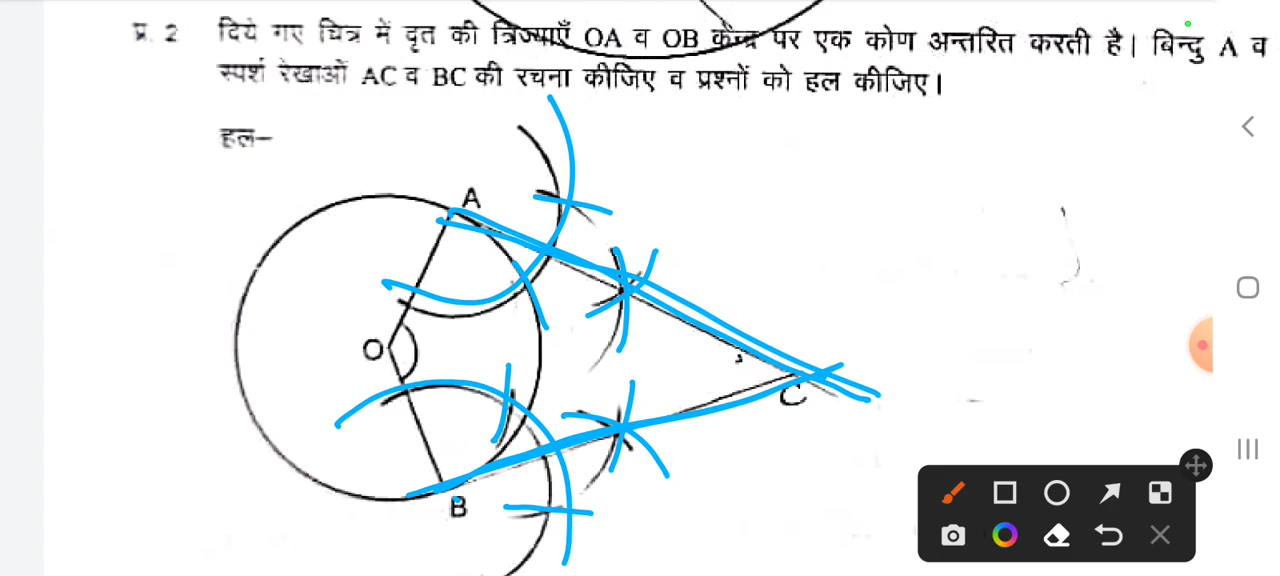 प्र. 2 दिये गए चित्र में वृत की त्रिज्याएँ OA व OB केन्द्र पर एक कोण अन्तरित करती है। बिन्दु A व
स्पर्श रेखाओं AC व BC की रचना कीजिए व प्रश्नों को हल कीजिए।
हल–
A
O
C
B